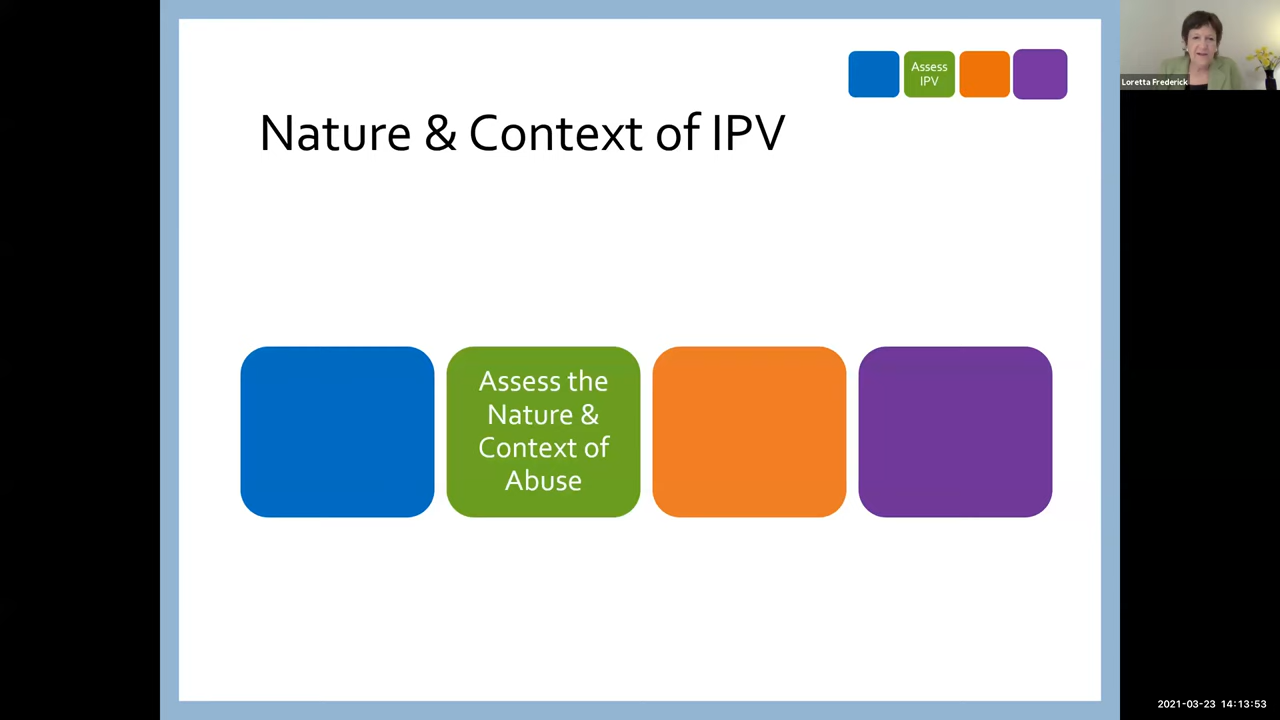 Assess
IPV
Nature & Context of IPV
Assess the
Nature &
Context of
Abuse
Loretta Frederick
2021-03-23 14:13:53